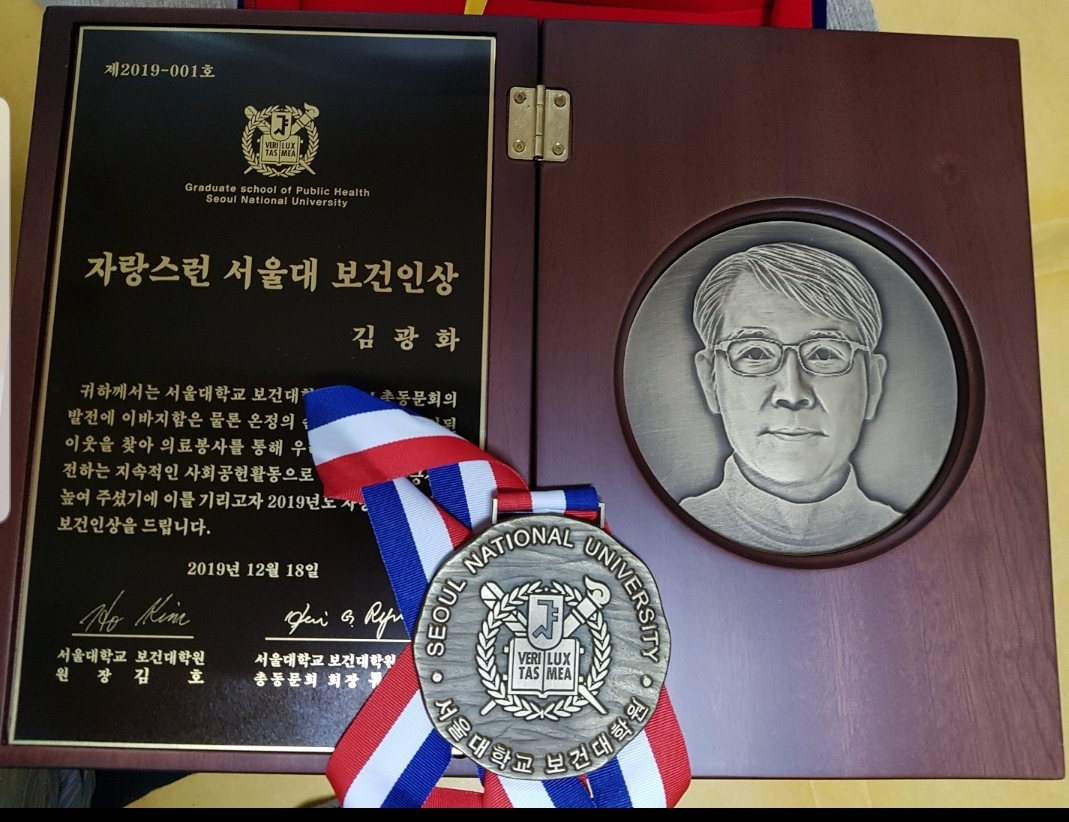 제2019-001호
VERI LUX
TAS MEA
Graduate school of Public Health
Seoul National University
자랑스런 서울대 보건인상
김 광 화
귀하께서는 서울대학교 총동문회의
발전에 이바지함은 물론 온정의
이웃을 찾아 의료봉사를 통해
전하는 지속적인 사회공헌활동으로
높여 주셨기에 이를 기리고자 2019년도
보건인상을 드립니다.
2019년 12월 18일
Ho Kim
서울대학교 보건대학원
원 장 김 호
서울대학교 보건대학원
총동문회 회장
SEOUL NATIONAL UNIVERSITY
VERI LUX
TAS MEA
서울대학교 보건대학원